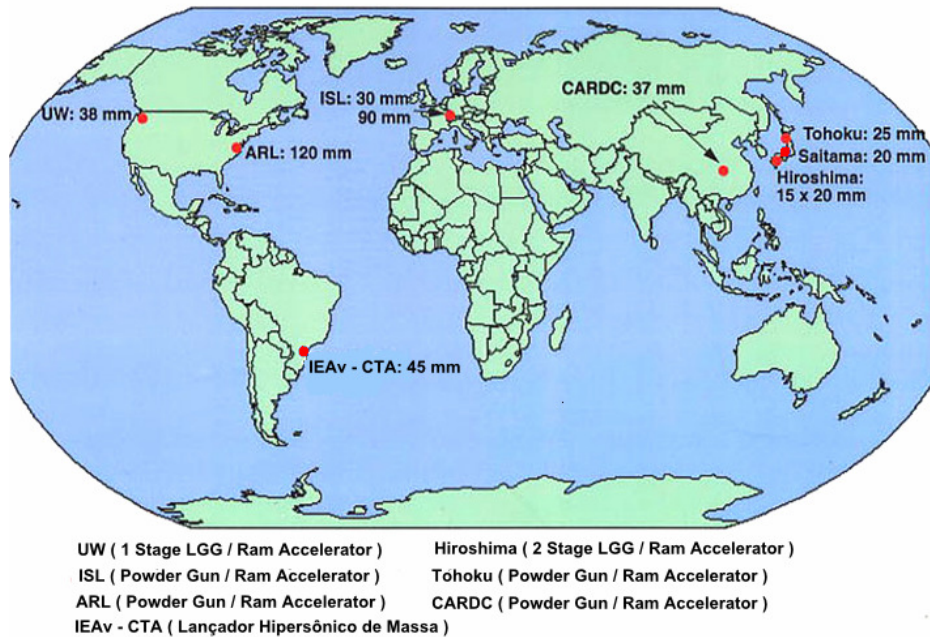 UW: 38 mm
ARL: 120 mm
ISL: 30 mm
90 mm
CARDC: 37 mm
Tohoku: 25 mm
Saitama: 20 mm
Hiroshima:
15 x 20 mm
IEAv - CTA: 45 mm
UW ( 1 Stage LGG / Ram Accelerator )
ISL ( Powder Gun / Ram Accelerator )
ARL ( Powder Gun / Ram Accelerator )
IEAv - CTA ( Lançador Hipersônico de Massa )
Hiroshima ( 2 Stage LGG / Ram Accelerator )
Tohoku ( Powder Gun / Ram Accelerator )
CARDC ( Powder Gun / Ram Accelerator )